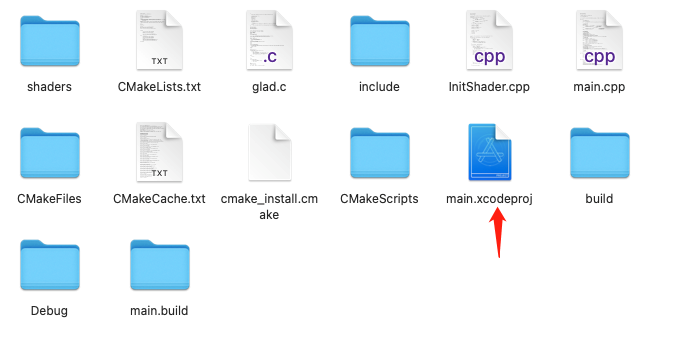 TXT
.c
cpp
cpp
shaders
CMakeLists.txt
glad.c
include
InitShader.cpp
main.cpp
TXT
CMakeFiles
CMakeCache.txt
cmake_install.cm
ake
CMakeScripts
main.xcodeproj
build
Debug
main.build